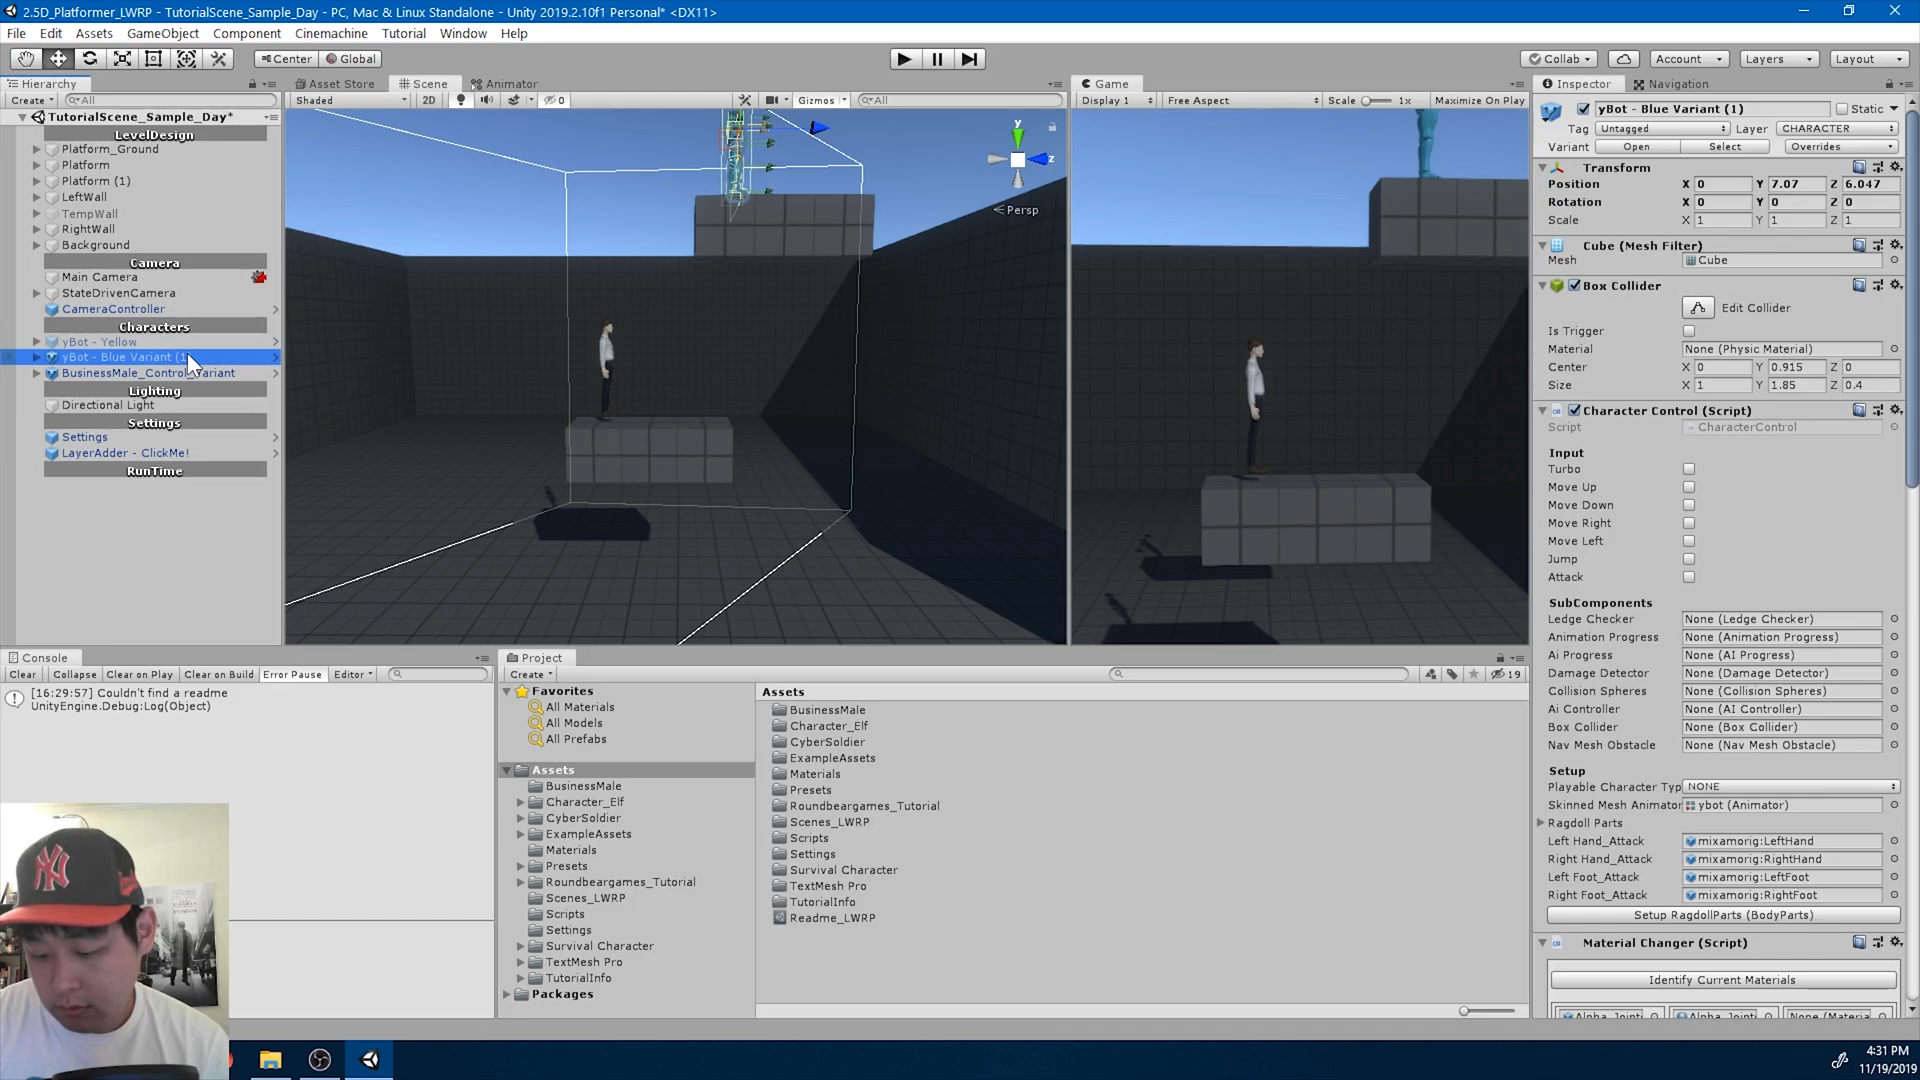 2.5D_Platformer_LWRP - TutorialScene_Sample_Day - PC, Mac & Linux Standalone - Unity 2019.2.10f1 Personal* <DX11>
File Edit Assets GameObject Component Cinemachine Tutorial Window Help
Center Global Collab Account Layers Layout
Hierarchy
Create All
TutorialScene_Sample_Day*
LevelDesign
Platform_Ground
Platform
Platform (1)
LeftWall
TempWall
RightWall
Background
Camera
Main Camera
StateDrivenCamera
CameraController
Characters
yBot - Yellow
yBot - Blue Variant (1
BusinessMale_Control_Variant
Lighting
Directional Light
Settings
Settings
LayerAdder - ClickMe!
RunTime
Asset Store Scene Animator
Shaded 2D 0 Gizmos All
y
z
Persp
Game
Display 1 Free Aspect Scale 1x Maximize On Play
Inspector Navigation
yBot - Blue Variant (1) Static
Tag Untagged Layer CHARACTER
Variant Open Select Overrides
Transform
Position X 0 Y 7.07 Z 6.047
Rotation X 0 Y 0 Z 0
Scale X 1 Y 1 Z 1
Cube (Mesh Filter)
Mesh Cube
Box Collider
Edit Collider
Is Trigger
Material None (Physic Material)
Center X 0 Y 0.915 Z 0
Size X 1 Y 1.85 Z 0.4
Character Control (Script)
Script CharacterControl
Input
Turbo
Move Up
Move Down
Move Right
Move Left
Jump
Attack
SubComponents
Ledge Checker None (Ledge Checker)
Animation Progress None (Animation Progress)
Ai Progress None (AI Progress)
Damage Detector None (Damage Detector)
Collision Spheres None (Collision Spheres)
Ai Controller None (AI Controller)
Box Collider None (Box Collider)
Nav Mesh Obstacle None (Nav Mesh Obstacle)
Setup
Playable Character Typ NONE
Skinned Mesh Animator ybot (Animator)
Ragdoll Parts
Left Hand_Attack mixamorig:LeftHand
Right Hand_Attack mixamorig:RightHand
Left Foot_Attack mixamorig:LeftFoot
Right Foot_Attack mixamorig:RightFoot
Setup RagdollParts (BodyParts)
Material Changer (Script)
Identify Current Materials
Console
Clear Collapse Clear on Play Clear on Build Error Pause Editor
[16:29:57] Couldn't find a readme
UnityEngine.Debug:Log(Object)
Project
Create 19
Favorites
All Materials
All Models
All Prefabs
Assets
BusinessMale
Character_Elf
CyberSoldier
ExampleAssets
Materials
Presets
Roundbeargames_Tutorial
Scenes_LWRP
Scripts
Settings
Survival Character
TextMesh Pro
TutorialInfo
Packages
Assets
BusinessMale
Character_Elf
CyberSoldier
ExampleAssets
Materials
Presets
Roundbeargames_Tutorial
Scenes_LWRP
Scripts
Settings
Survival Character
TextMesh Pro
TutorialInfo
Readme_LWRP
4:31 PM
11/19/2019